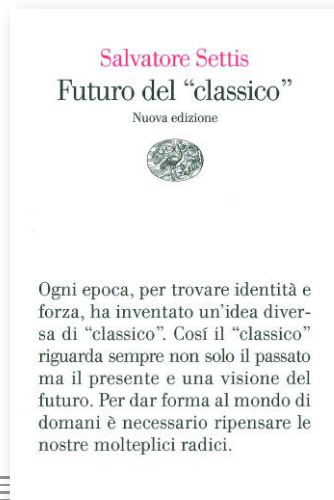 Salvatore Settis
Futuro del “classico”
Nuova edizione
Ogni epoca, per trovare identità e
forza, ha inventato un’idea diver-
sa di “classico”. Cosí il “classico”
riguarda sempre non solo il passato
ma il presente e una visione del
futuro. Per dar forma al mondo di
domani è necessario ripensare le
nostre molteplici radici.